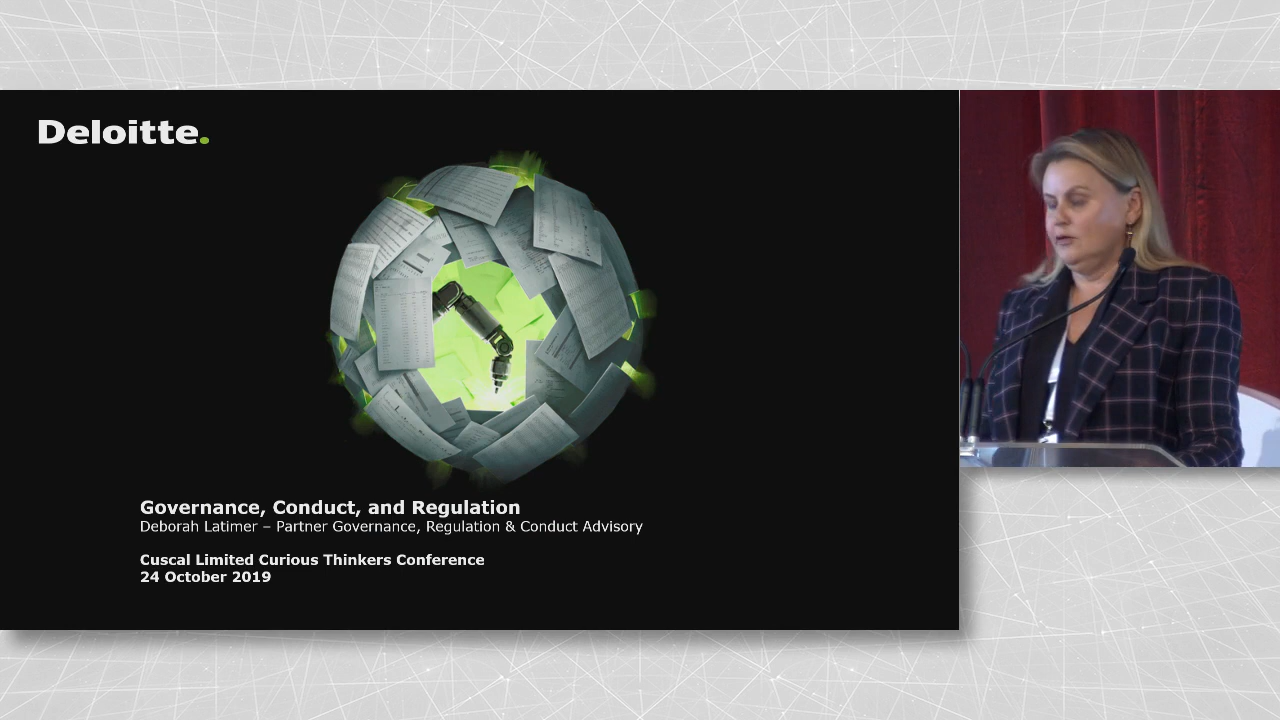 Deloitte.
Governance, Conduct, and Regulation
Deborah Latimer – Partner Governance, Regulation & Conduct Advisory
Cuscal Limited Curious Thinkers Conference
24 October 2019